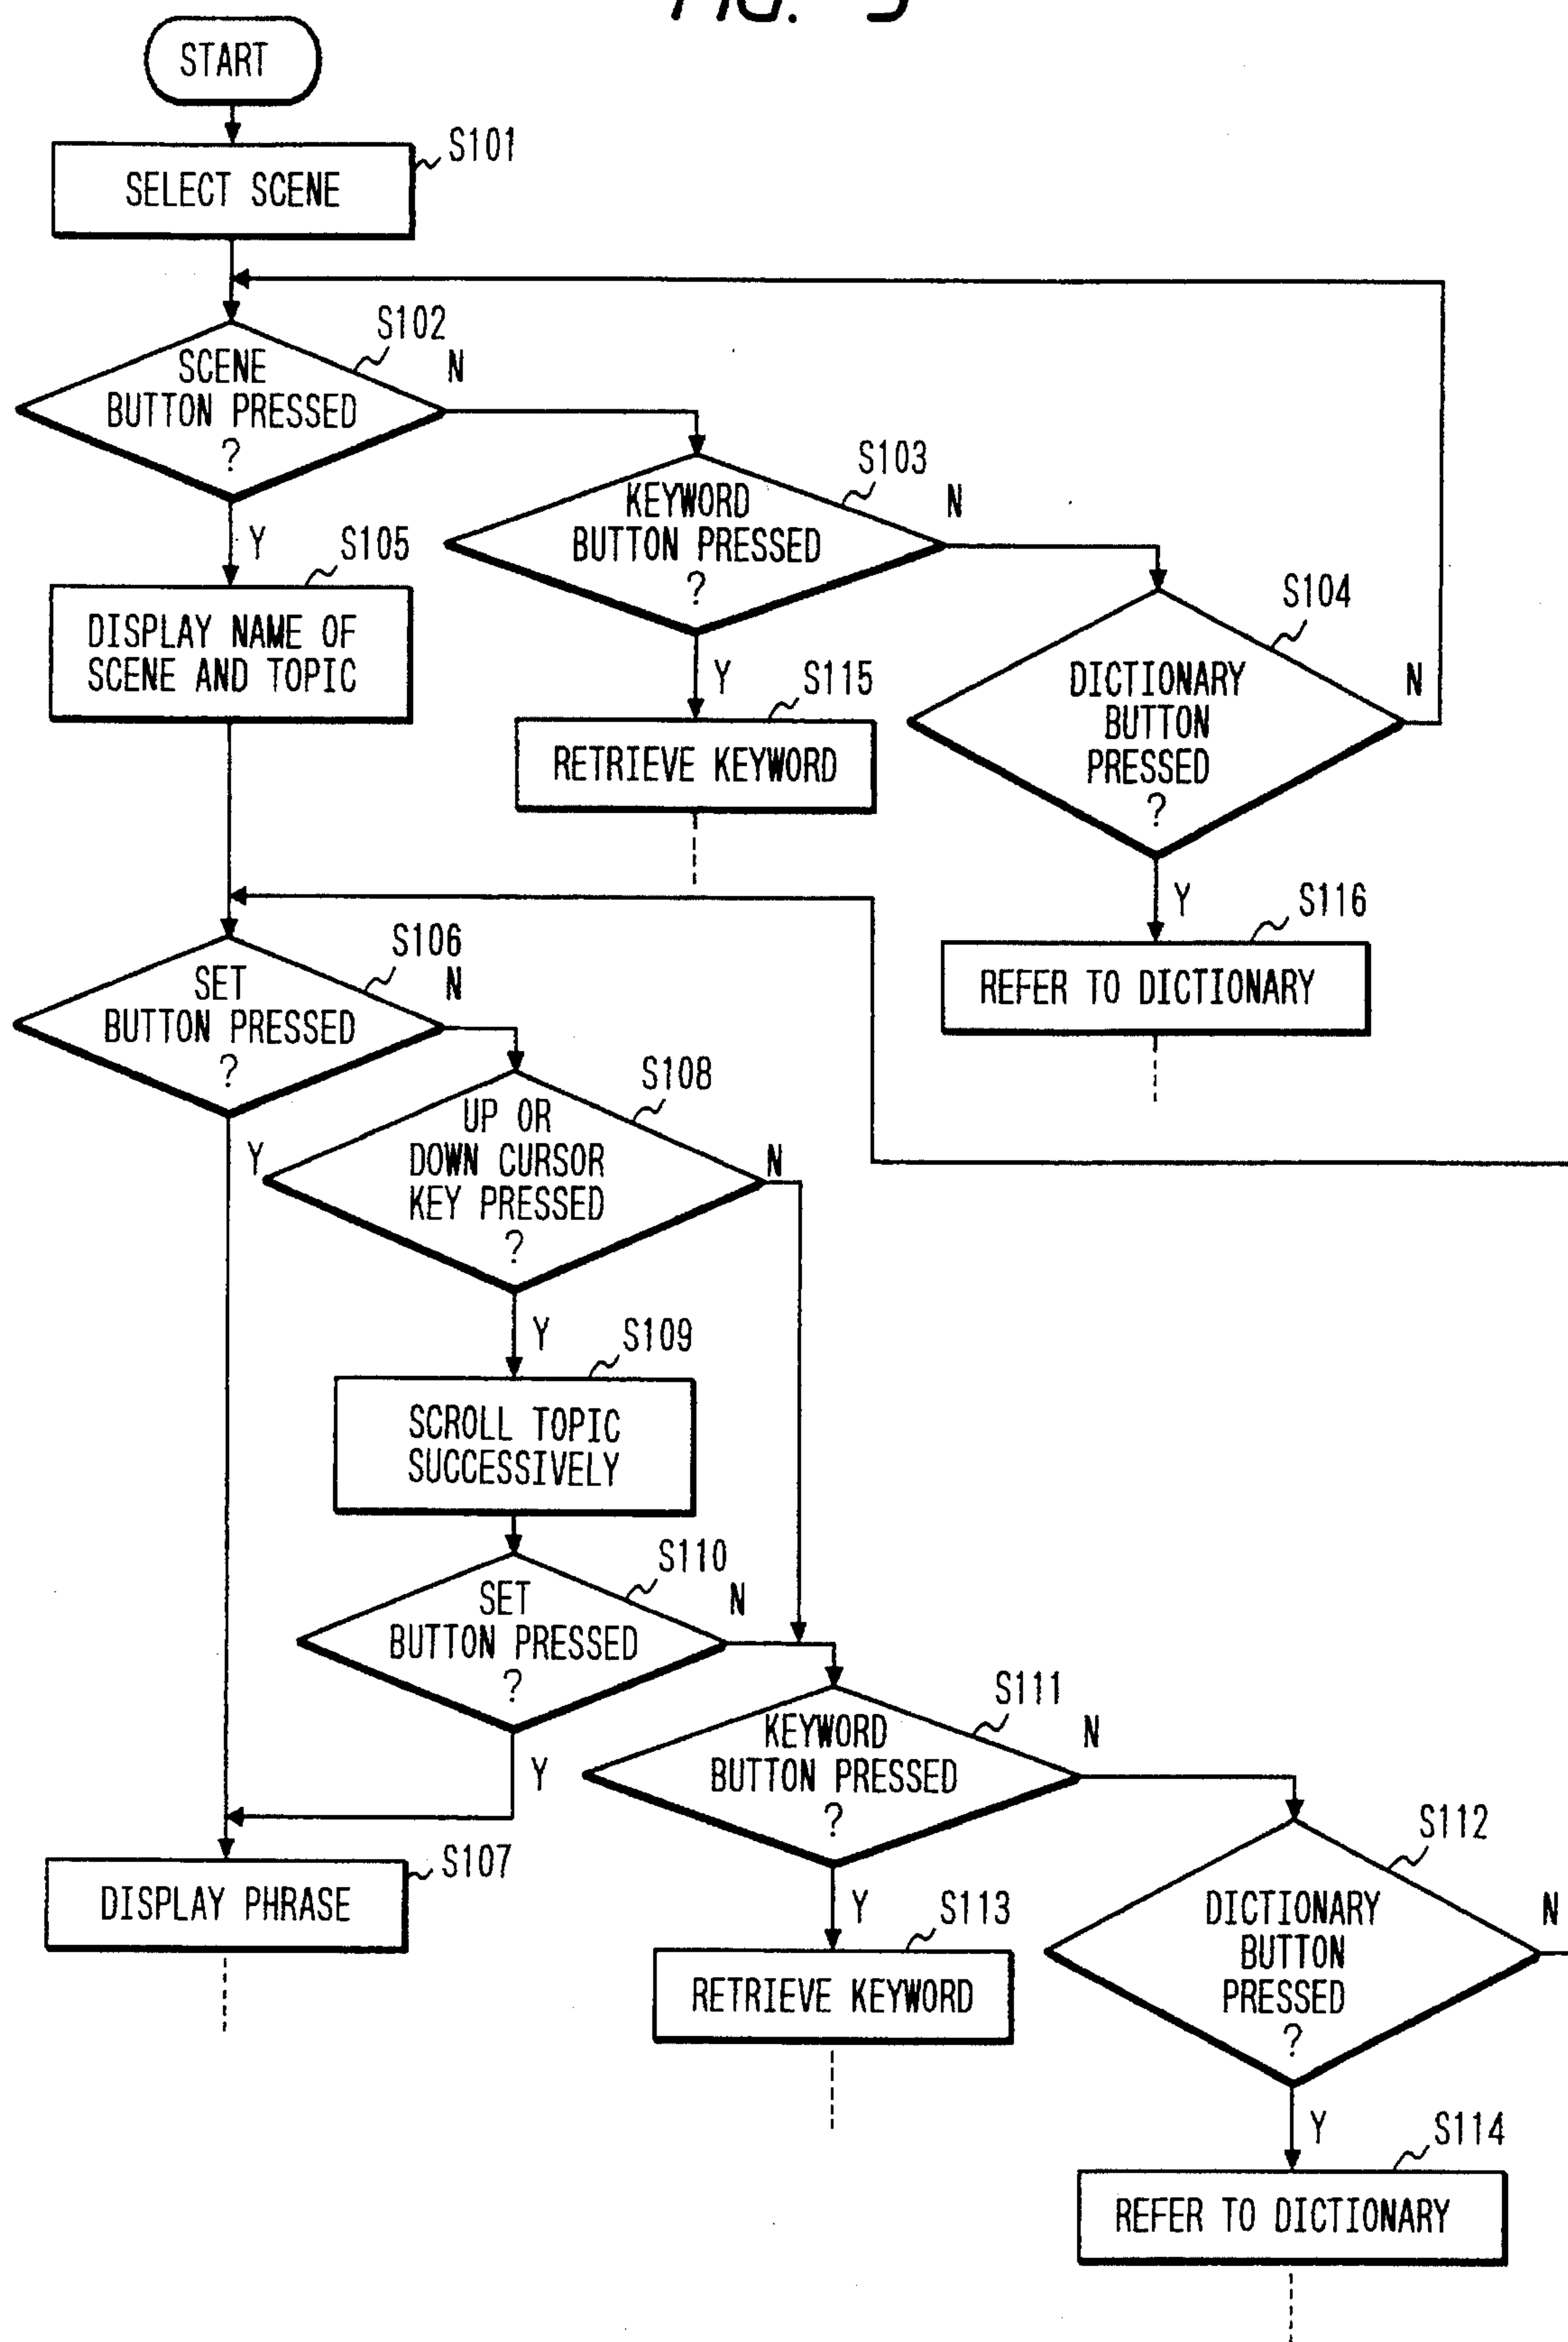 START
S101
SELECT SCENE
S102
SCENE
BUTTON PRESSED
?
N
Y
S103
KEYWORD
BUTTON PRESSED
?
N
Y
S104
DICTIONARY
BUTTON
PRESSED
?
N
Y
S105
DISPLAY NAME OF
SCENE AND TOPIC
S115
RETRIEVE KEYWORD
S116
REFER TO DICTIONARY
S106
SET
BUTTON PRESSED
?
N
Y
S108
UP OR
DOWN CURSOR
KEY PRESSED
?
N
Y
S109
SCROLL TOPIC
SUCCESSIVELY
S110
SET
BUTTON PRESSED
?
N
Y
S111
KEYWORD
BUTTON PRESSED
?
N
Y
S107
DISPLAY PHRASE
S112
DICTIONARY
BUTTON
PRESSED
?
N
Y
S113
RETRIEVE KEYWORD
S114
REFER TO DICTIONARY